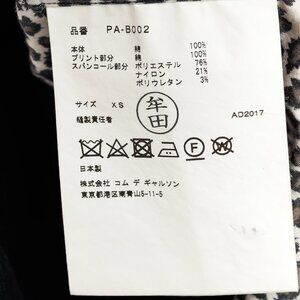 品番 PA-B002
本体 綿 100%
プリント部分 綿 100%
スパンコール部分 ポリエステル 76%
ナイロン 21%
ポリウレタン 3%
サイズ XS
縫製責任者
年田
AD2017
日本製
株式会社 コム デ ギャルソン
東京都港区南青山5-11-5